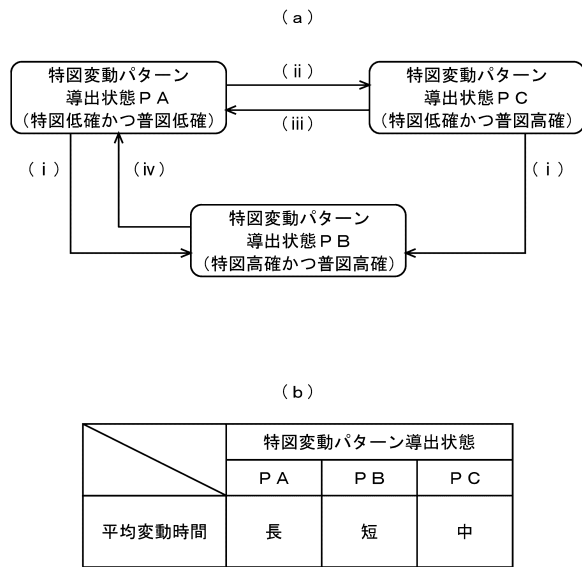 （ａ）
特図変動パターン
導出状態ＰＡ
（特図低確かつ普図低確）
（ii）
（iii）
特図変動パターン
導出状態ＰＣ
（特図低確かつ普図高確）
（ｉ）
（iv）
（ｉ）
特図変動パターン
導出状態ＰＢ
（特図高確かつ普図高確）
（ｂ）
特図変動パターン導出状態
ＰＡ ＰＢ ＰＣ
平均変動時間 長 短 中